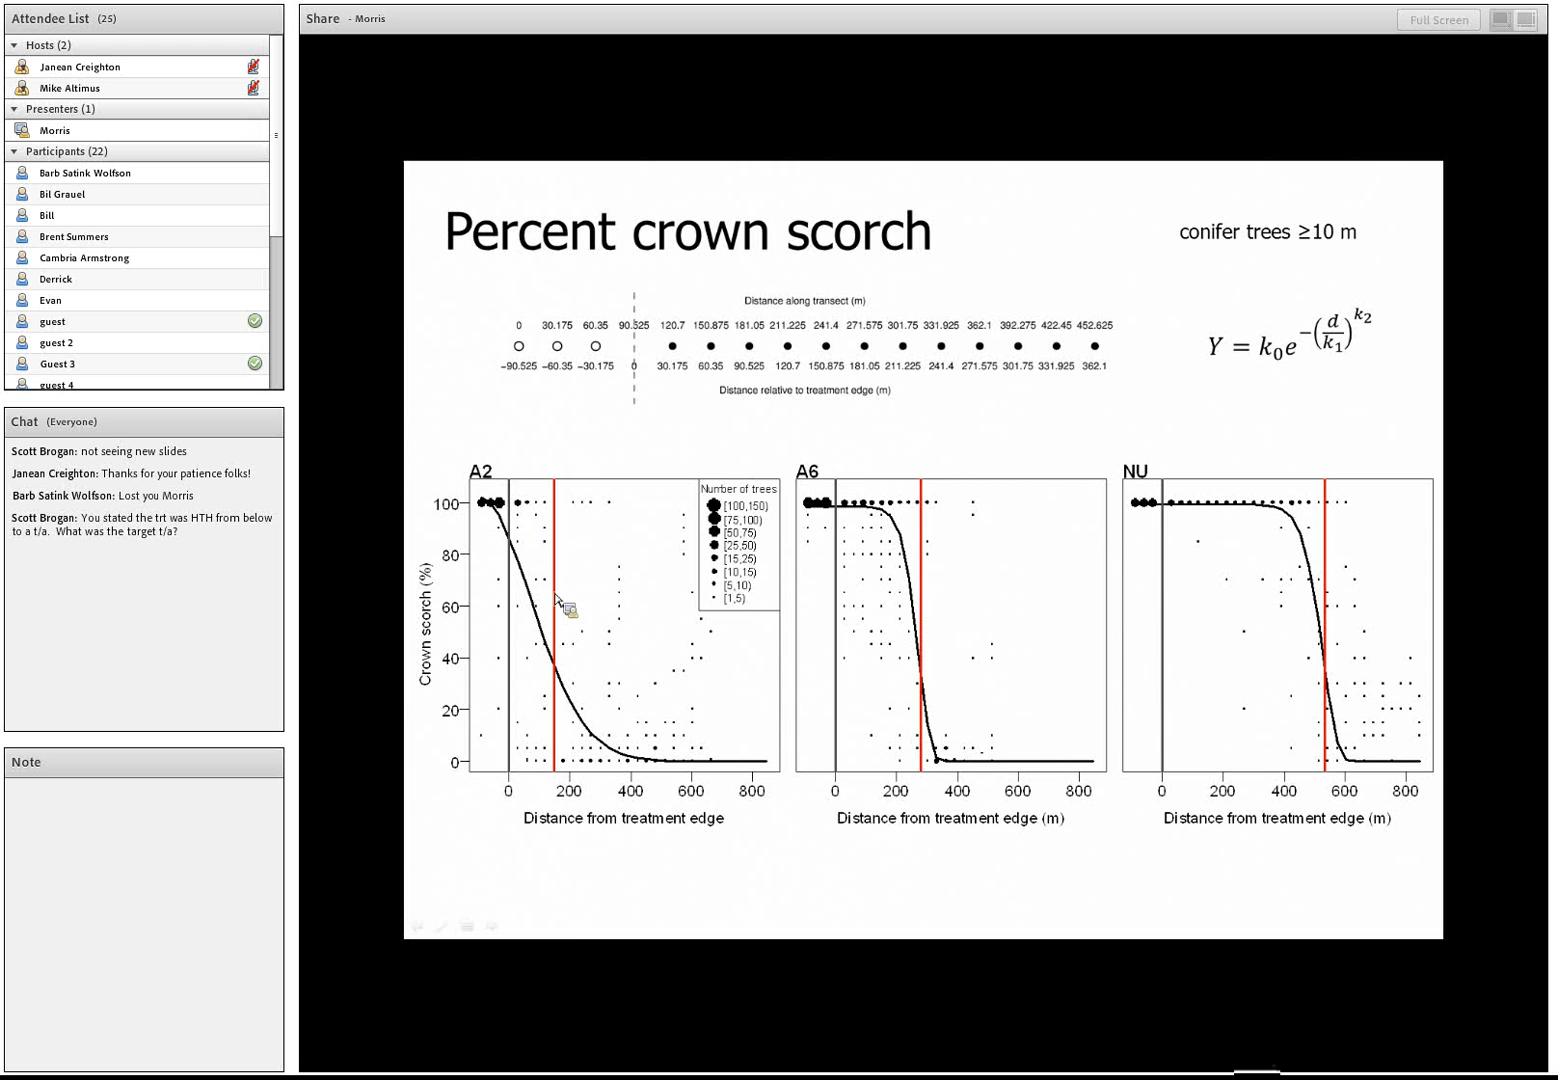 Attendee List (25)
Hosts (2)
Janean Creighton
Mike Altimus
Presenters (1)
Morris
Participants (22)
Barb Satink Wolfson
Bil Grauel
Bill
Brent Summers
Cambria Armstrong
Derrick
Evan
guest
guest 2
Guest 3
guest 4
Chat (Everyone)
Scott Brogan: not seeing new slides
Janean Creighton: Thanks for your patience folks!
Barb Satink Wolfson: Lost you Morris
Scott Brogan: You stated the trt was HTH from below
to a t/a. What was the target t/a?
Note
Share - Morris
Full Screen
Percent crown scorch
conifer trees ≥10 m
Distance along transect (m)
0 30.175 60.35 90.525 120.7 150.875 181.05 211.225 241.4 271.575 301.75 331.925 362.1 392.275 422.45 452.625
−90.525 −60.35 −30.175 0 30.175 60.35 90.525 120.7 150.875 181.05 211.225 241.4 271.575 301.75 331.925 362.1
Distance relative to treatment edge (m)
Y = k0e^−(d/k1)^k2
A2
Crown scorch (%)
100
80
60
40
20
0
Number of trees
[100,150)
[75,100)
[50,75)
[25,50)
[15,25)
[10,15)
[5,10)
[1,5)
0 200 400 600 800
Distance from treatment edge
A6
0 200 400 600 800
Distance from treatment edge (m)
NU
0 200 400 600 800
Distance from treatment edge (m)